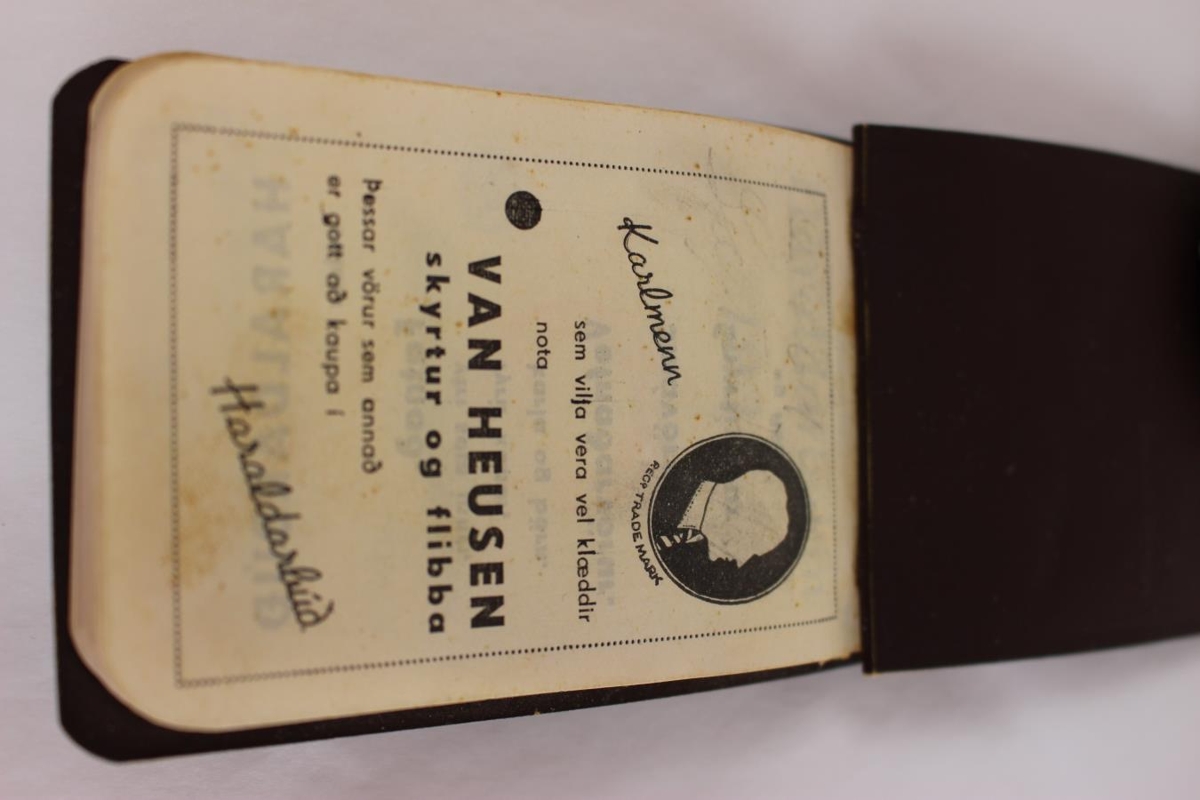 REG'D TRADE MARK
Karlmenn
sem vilja vera vel klæddir
nota
VAN HEUSEN
skyrtur og flibba
Þessar vörur sem annað
er gott að kaupa í
Haraldarbúð